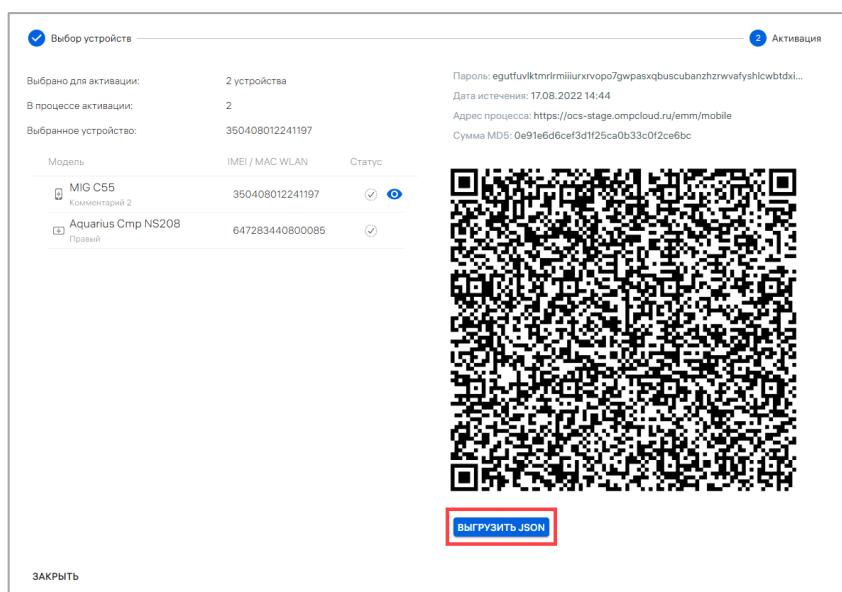 Выбор устройств
2 Активация
Выбрано для активации: 2 устройства
В процессе активации: 2
Выбранное устройство: 350408012241197
Модель IMEI / MAC WLAN Статус
MIG C55 350408012241197
Комментарий 2
Aquarius Cmp NS208 647283440800085
Правый
Пароль: egutfuvlktmrlrmiiiurxrvopo7gwpasxqbuscubanzhzrwvafyshlcwbtdxi...
Дата истечения: 17.08.2022 14:44
Адрес процесса: https://ocs-stage.ompcloud.ru/emm/mobile
Сумма MD5: 0e91e6d6cef3d1f25ca0b33c0f2ce6bc
ВЫГРУЗИТЬ JSON
ЗАКРЫТЬ